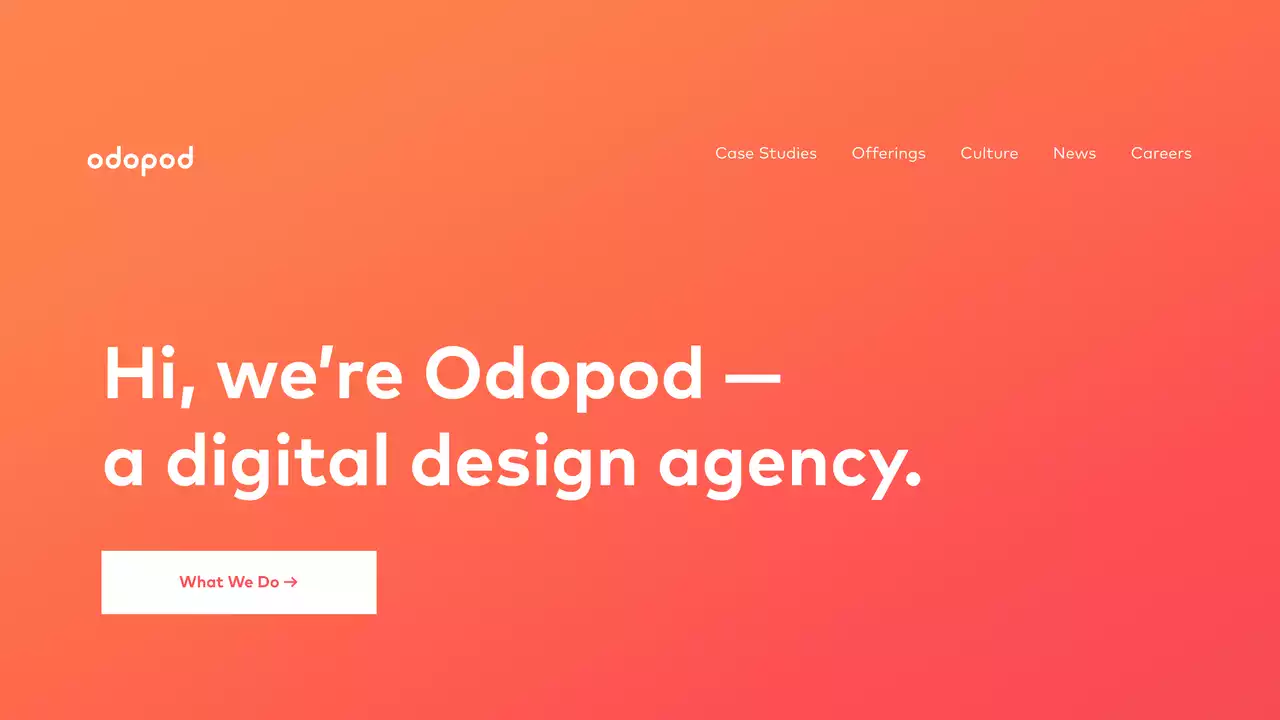 odopod
Case Studies Offerings Culture News Careers
Hi, we’re Odopod —
a digital design agency.
What We Do →